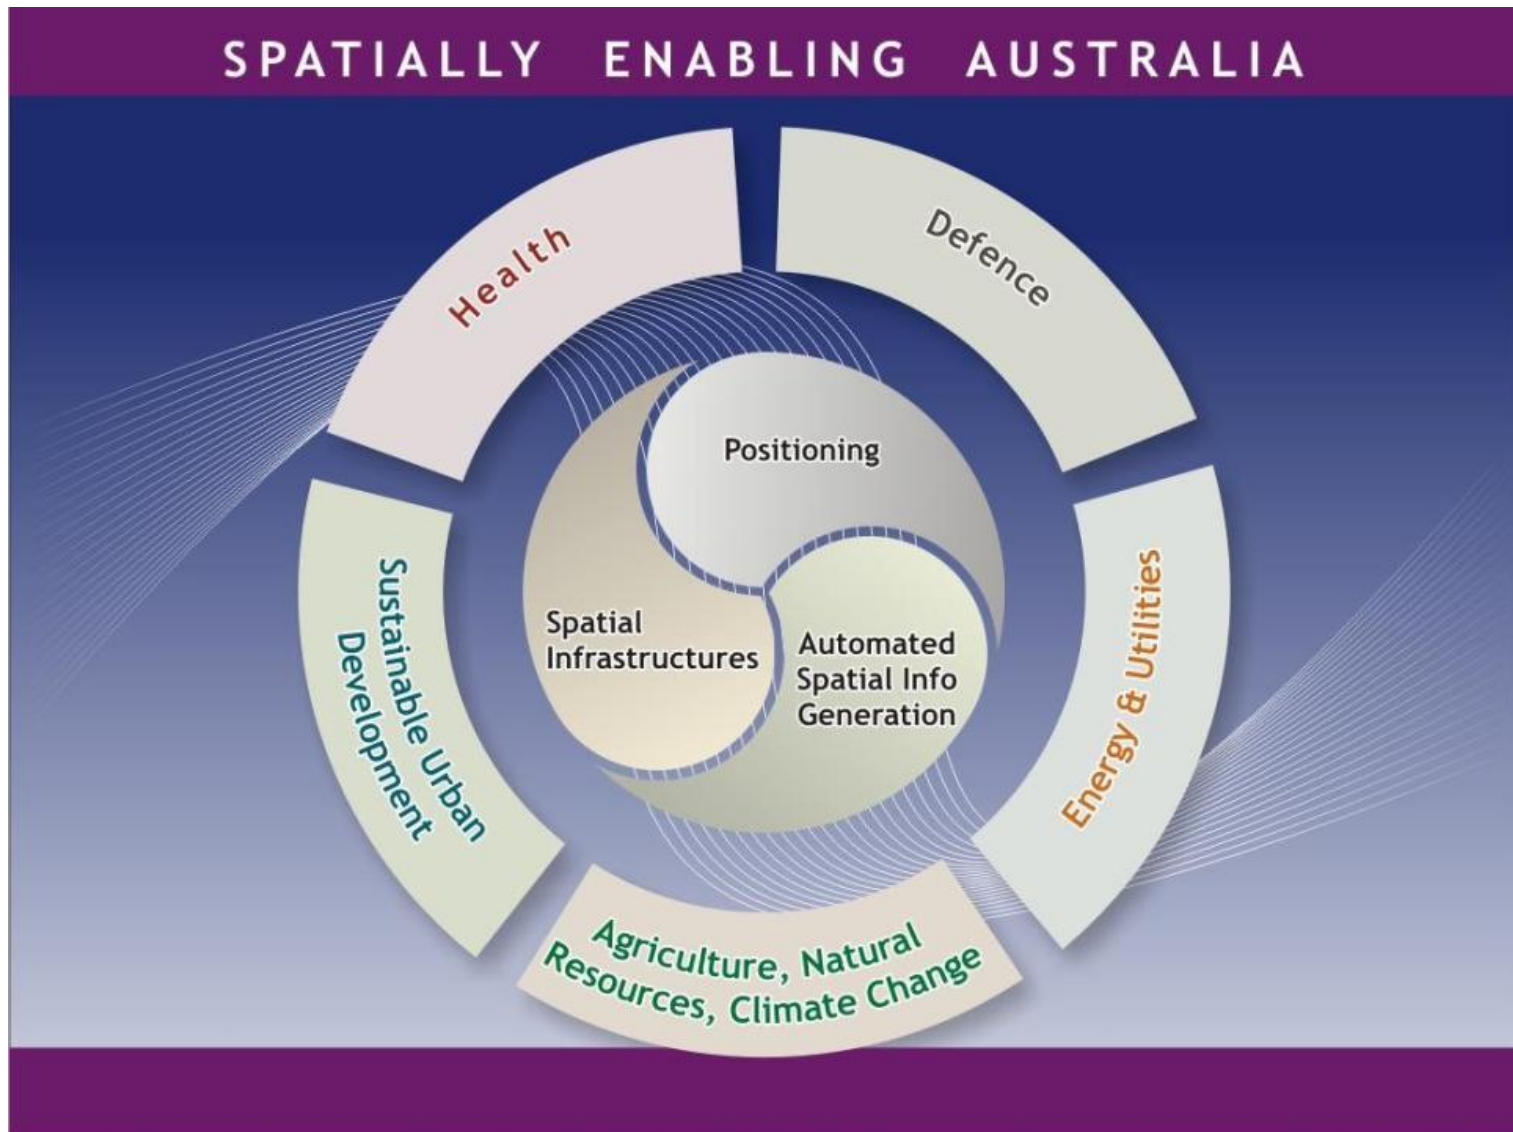 SPATIALLY ENABLING AUSTRALIA
Health
Defence
Positioning
Spatial
Infrastructures
Automated
Spatial Info
Generation
Sustainable Urban
Development
Energy & Utilities
Agriculture, Natural
Resources, Climate Change